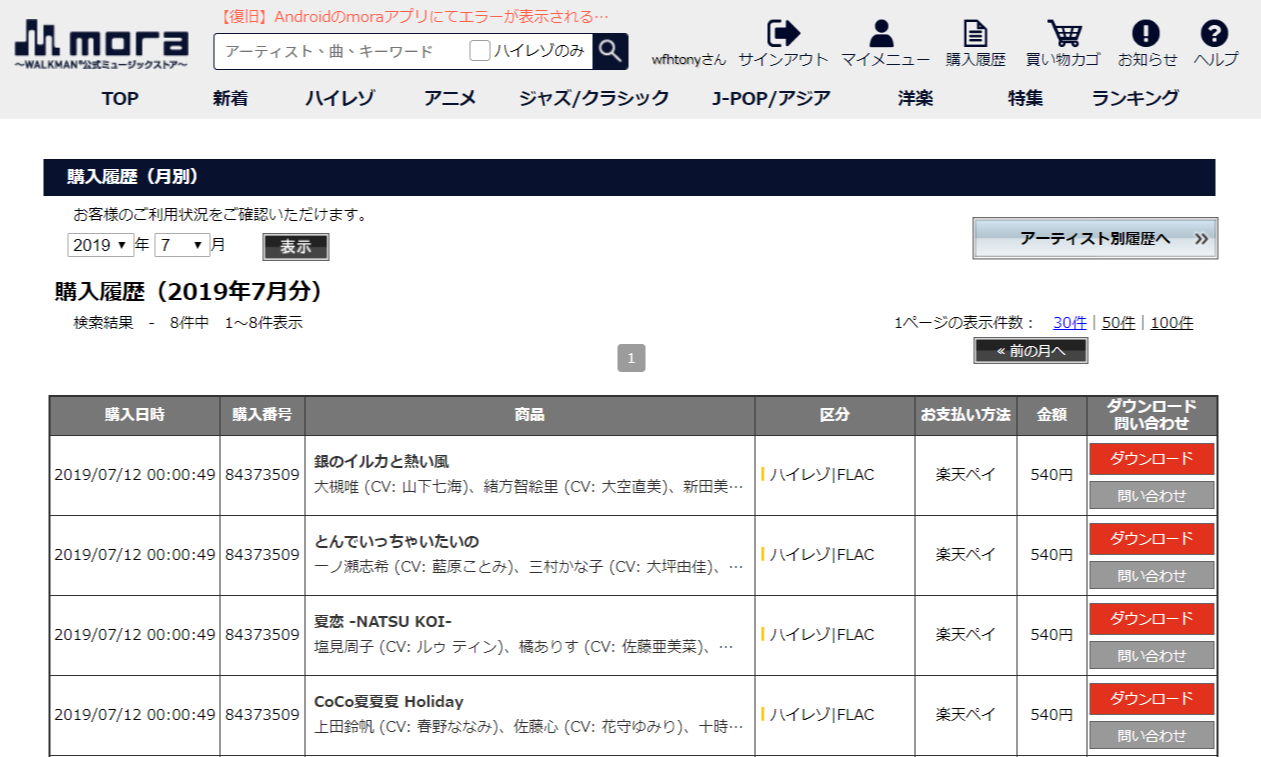 【復旧】Androidのmoraアプリにてエラーが表示される…
mora
〜WALKMAN®公式ミュージックストア〜
アーティスト、曲、キーワード
ハイレゾのみ
wfhtonyさん
サインアウト
マイメニュー
購入履歴
買い物カゴ
お知らせ
ヘルプ
TOP 新着 ハイレゾ アニメ ジャズ/クラシック J-POP/アジア 洋楽 特集 ランキング
購入履歴（月別）
お客様のご利用状況をご確認いただけます。
2019 ▼ 年 7 ▼ 月 表示
アーティスト別履歴へ »
購入履歴（2019年7月分）
検索結果 - 8件中 1～8件表示
1ページの表示件数： 30件 | 50件 | 100件
« 前の月へ
1
購入日時 購入番号 商品 区分 お支払い方法 金額 ダウンロード
問い合わせ
銀のイルカと熱い風
大槻唯 (CV: 山下七海)、緒方智絵里 (CV: 大空直美)、新田美…
2019/07/12 00:00:49 84373509 ハイレゾ|FLAC 楽天ペイ 540円
ダウンロード
問い合わせ
とんでいっちゃいたいの
一ノ瀬志希 (CV: 藍原ことみ)、三村かな子 (CV: 大坪由佳)、…
2019/07/12 00:00:49 84373509 ハイレゾ|FLAC 楽天ペイ 540円
ダウンロード
問い合わせ
夏恋 -NATSU KOI-
塩見周子 (CV: ルゥ ティン)、橘ありす (CV: 佐藤亜美菜)、…
2019/07/12 00:00:49 84373509 ハイレゾ|FLAC 楽天ペイ 540円
ダウンロード
問い合わせ
CoCo夏夏夏 Holiday
上田鈴帆 (CV: 春野ななみ)、佐藤心 (CV: 花守ゆみり)、十時…
2019/07/12 00:00:49 84373509 ハイレゾ|FLAC 楽天ペイ 540円
ダウンロード
問い合わせ